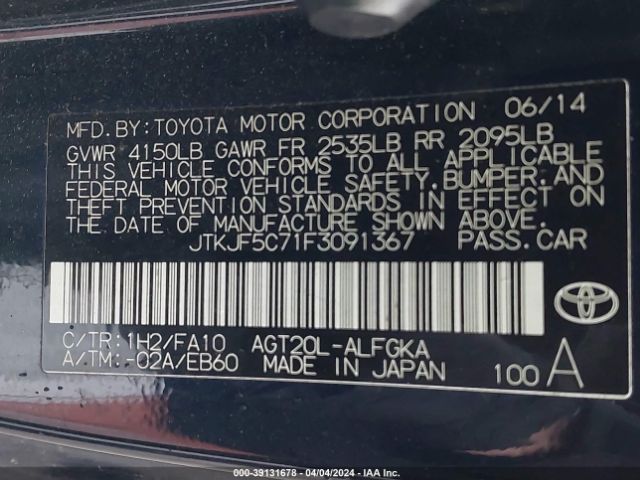 MFD. BY: TOYOTA MOTOR CORPORATION 06/14
GVWR 4150LB GAWR FR 2535LB RR 2095LB
THIS VEHICLE CONFORMS TO ALL APPLICABLE
FEDERAL MOTOR VEHICLE SAFETY, BUMPER, AND
THEFT PREVENTION STANDARDS IN EFFECT ON
THE DATE OF MANUFACTURE SHOWN ABOVE.
JTKJF5C71F3091367 PASS. CAR
C/TR: 1H2/FA10 AGT20L-ALFGKA
A/TM: -02A/EB60 MADE IN JAPAN 100 A
000-39131678 - 04/04/2024 - IAA Inc.